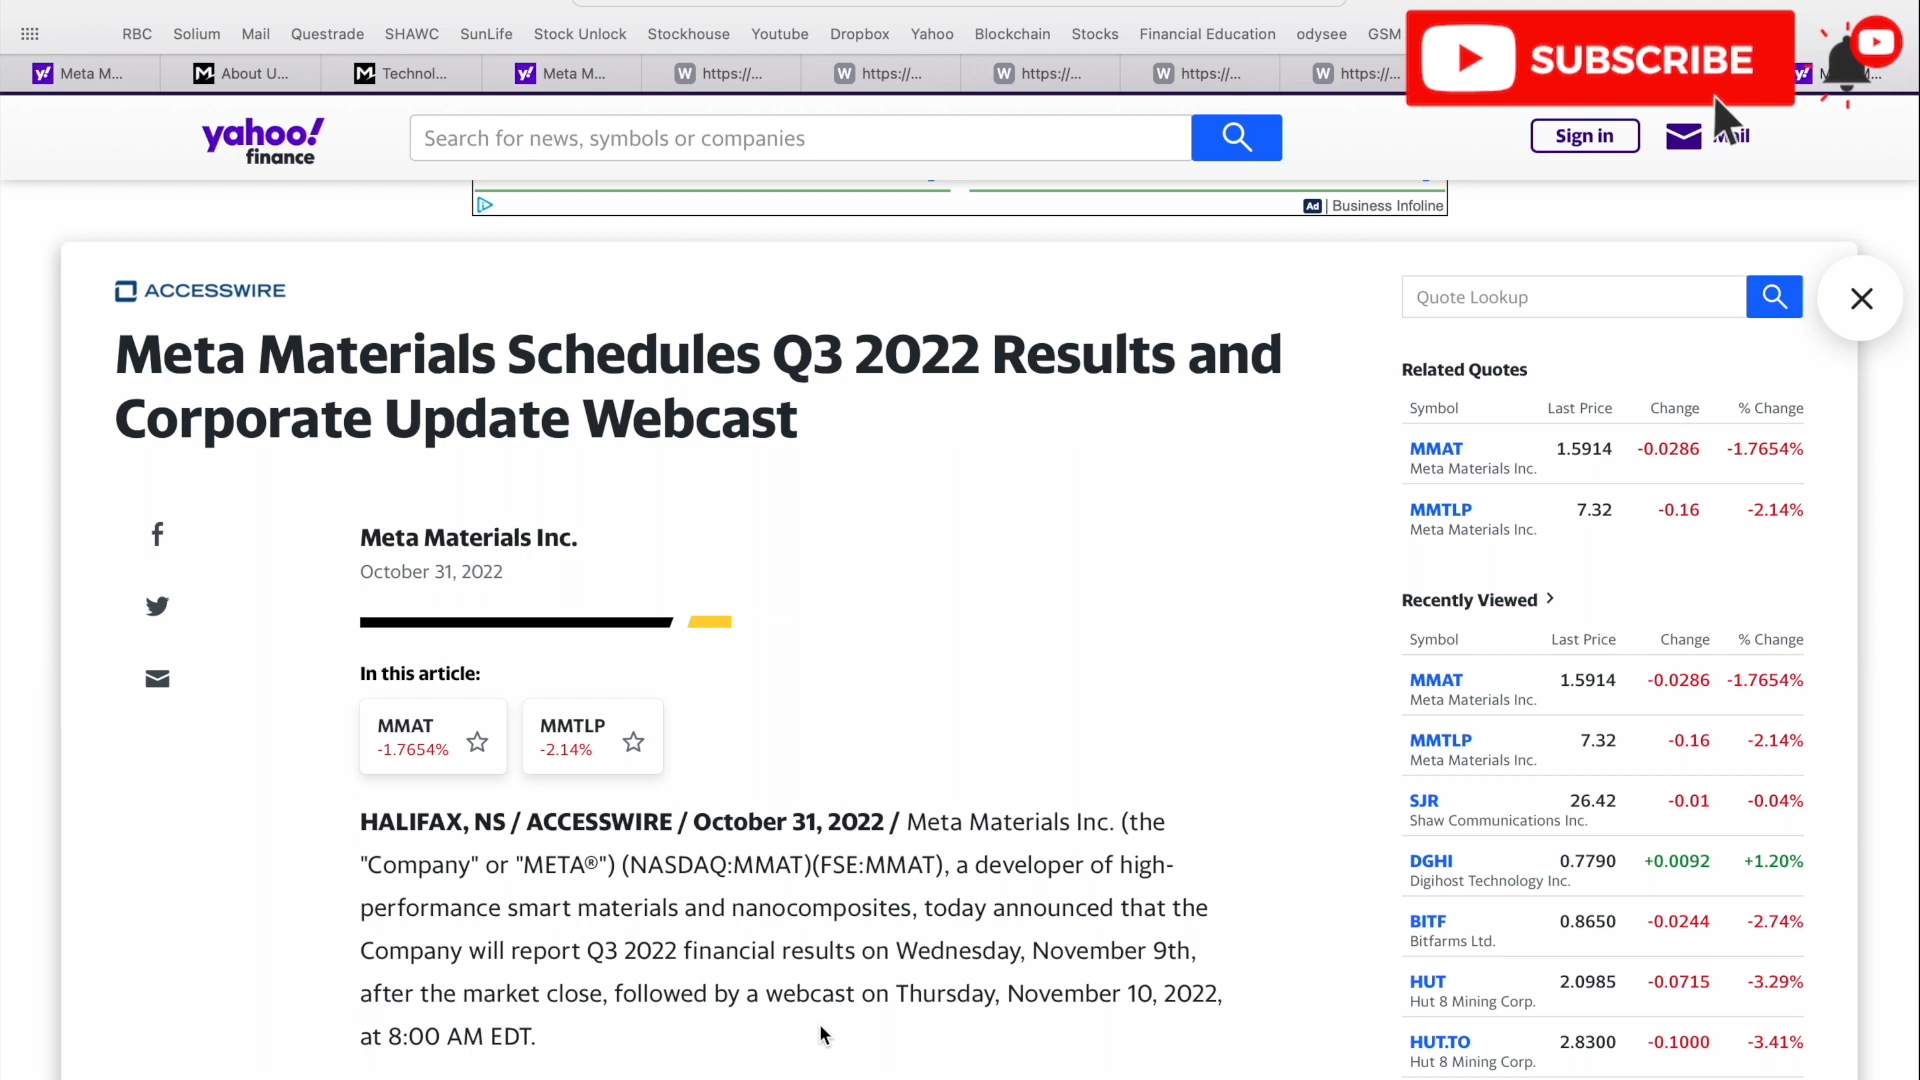 RBC Solium Mail Questrade SHAWC SunLife Stock Unlock Stockhouse Youtube Dropbox Yahoo Blockchain Stocks Financial Education odysee GSM
SUBSCRIBE
Meta M... About U... Technol... Meta M... https://... https://... https://... https://... https://...
yahoo!
finance
Search for news, symbols or companies
Sign in
Ad | Business Infoline
ACCESSWIRE
Meta Materials Schedules Q3 2022 Results and
Corporate Update Webcast
Meta Materials Inc.
October 31, 2022
In this article:
MMAT
-1.7654%
MMTLP
-2.14%
HALIFAX, NS / ACCESSWIRE / October 31, 2022 / Meta Materials Inc. (the
"Company" or "META®") (NASDAQ:MMAT)(FSE:MMAT), a developer of high-
performance smart materials and nanocomposites, today announced that the
Company will report Q3 2022 financial results on Wednesday, November 9th,
after the market close, followed by a webcast on Thursday, November 10, 2022,
at 8:00 AM EDT.
Quote Lookup
Related Quotes
Symbol Last Price Change % Change
MMAT 1.5914 -0.0286 -1.7654%
Meta Materials Inc.
MMTLP 7.32 -0.16 -2.14%
Meta Materials Inc.
Recently Viewed
Symbol Last Price Change % Change
MMAT 1.5914 -0.0286 -1.7654%
Meta Materials Inc.
MMTLP 7.32 -0.16 -2.14%
Meta Materials Inc.
SJR 26.42 -0.01 -0.04%
Shaw Communications Inc.
DGHI 0.7790 +0.0092 +1.20%
Digihost Technology Inc.
BITF 0.8650 -0.0244 -2.74%
Bitfarms Ltd.
HUT 2.0985 -0.0715 -3.29%
Hut 8 Mining Corp.
HUT.TO 2.8300 -0.1000 -3.41%
Hut 8 Mining Corp.